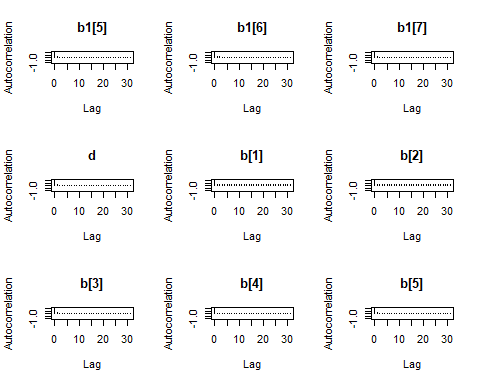 b1[5] b1[6] b1[7]
Autocorrelation Autocorrelation Autocorrelation
-1.0 -1.0 -1.0
0 10 20 30 0 10 20 30 0 10 20 30
Lag Lag Lag
d b[1] b[2]
Autocorrelation Autocorrelation Autocorrelation
-1.0 -1.0 -1.0
0 10 20 30 0 10 20 30 0 10 20 30
Lag Lag Lag
b[3] b[4] b[5]
Autocorrelation Autocorrelation Autocorrelation
-1.0 -1.0 -1.0
0 10 20 30 0 10 20 30 0 10 20 30
Lag Lag Lag